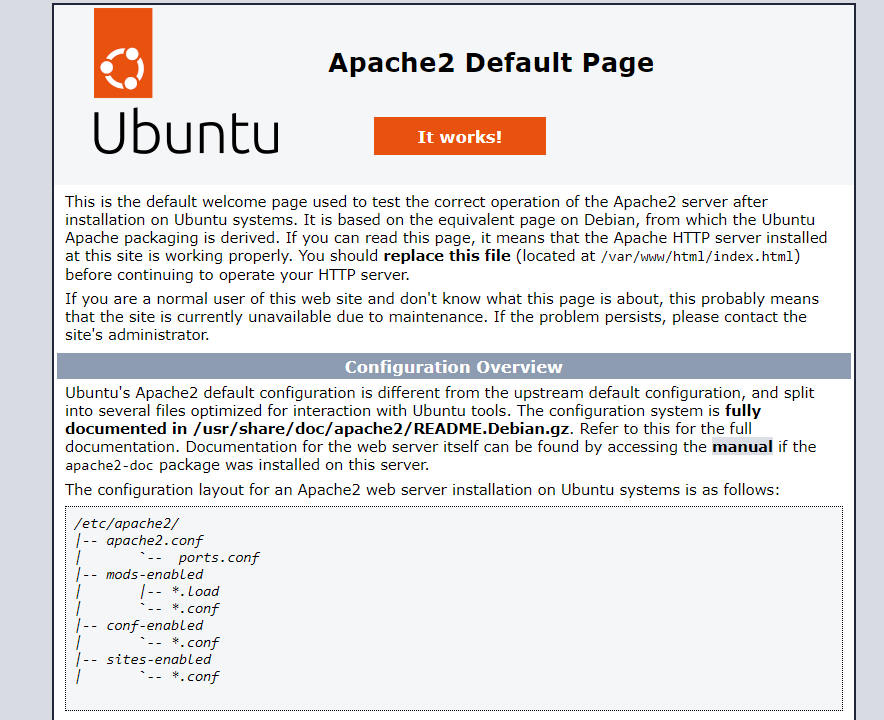 Apache2 Default Page
Ubuntu
It works!
This is the default welcome page used to test the correct operation of the Apache2 server after
installation on Ubuntu systems. It is based on the equivalent page on Debian, from which the Ubuntu
Apache packaging is derived. If you can read this page, it means that the Apache HTTP server installed
at this site is working properly. You should replace this file (located at /var/www/html/index.html)
before continuing to operate your HTTP server.
If you are a normal user of this web site and don't know what this page is about, this probably means
that the site is currently unavailable due to maintenance. If the problem persists, please contact the
site's administrator.
Configuration Overview
Ubuntu's Apache2 default configuration is different from the upstream default configuration, and split
into several files optimized for interaction with Ubuntu tools. The configuration system is fully
documented in /usr/share/doc/apache2/README.Debian.gz. Refer to this for the full
documentation. Documentation for the web server itself can be found by accessing the manual if the
apache2-doc package was installed on this server.
The configuration layout for an Apache2 web server installation on Ubuntu systems is as follows:
/etc/apache2/
|-- apache2.conf
|       `--  ports.conf
|-- mods-enabled
|       |-- *.load
|       `-- *.conf
|-- conf-enabled
|       `-- *.conf
|-- sites-enabled
|       `-- *.conf